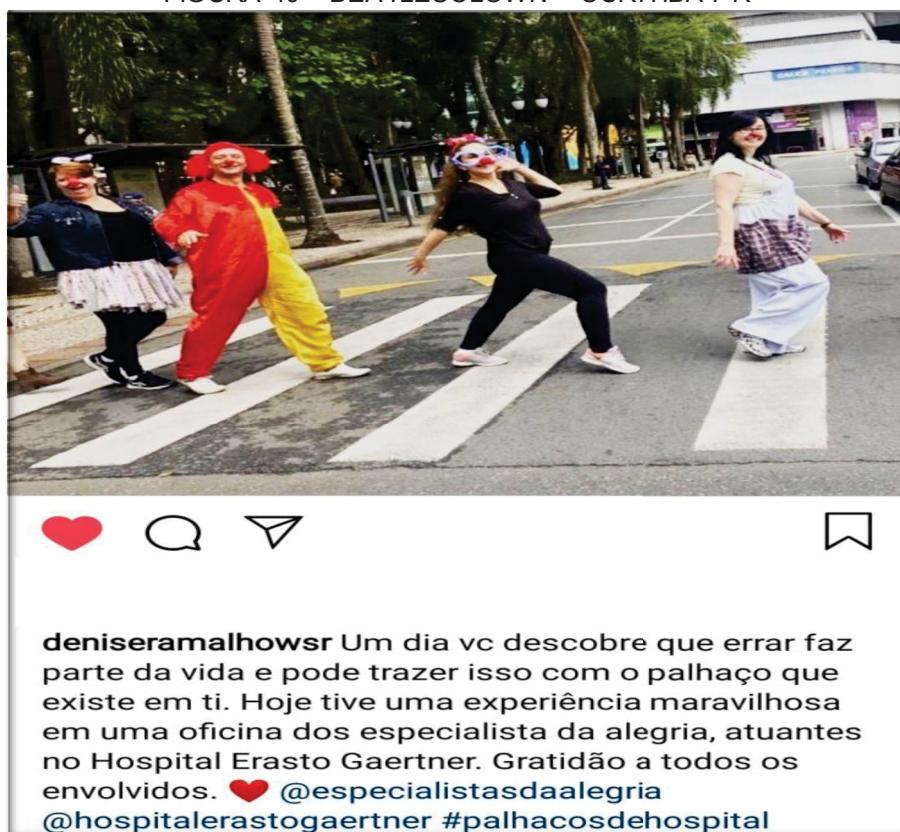 deniseramalhowsr Um dia vc descobre que errar faz
parte da vida e pode trazer isso com o palhaço que
existe em ti. Hoje tive uma experiência maravilhosa
em uma oficina dos especialista da alegria, atuantes
no Hospital Erasto Gaertner. Gratidão a todos os
envolvidos. ❤️ @especialistasdaalegria
@hospitalerastogaertner #palhacosdehospital